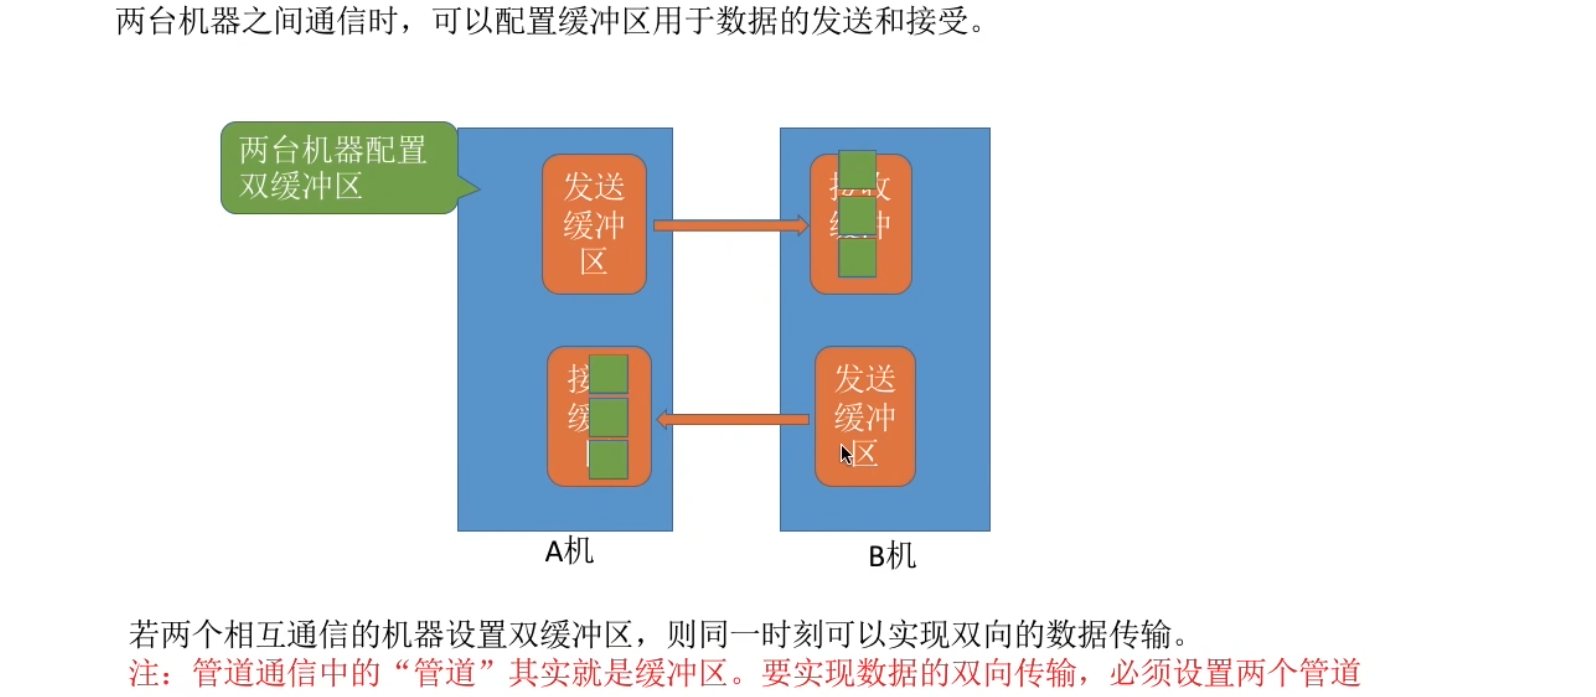 两台机器之间通信时，可以配置缓冲区用于数据的发送和接受。
两台机器配置
双缓冲区
发送
缓冲
区
接收
缓冲
接
缓
发送
缓冲
区
A机
B机
若两个相互通信的机器设置双缓冲区，则同一时刻可以实现双向的数据传输。
注：管道通信中的“管道”其实就是缓冲区。要实现数据的双向传输，必须设置两个管道